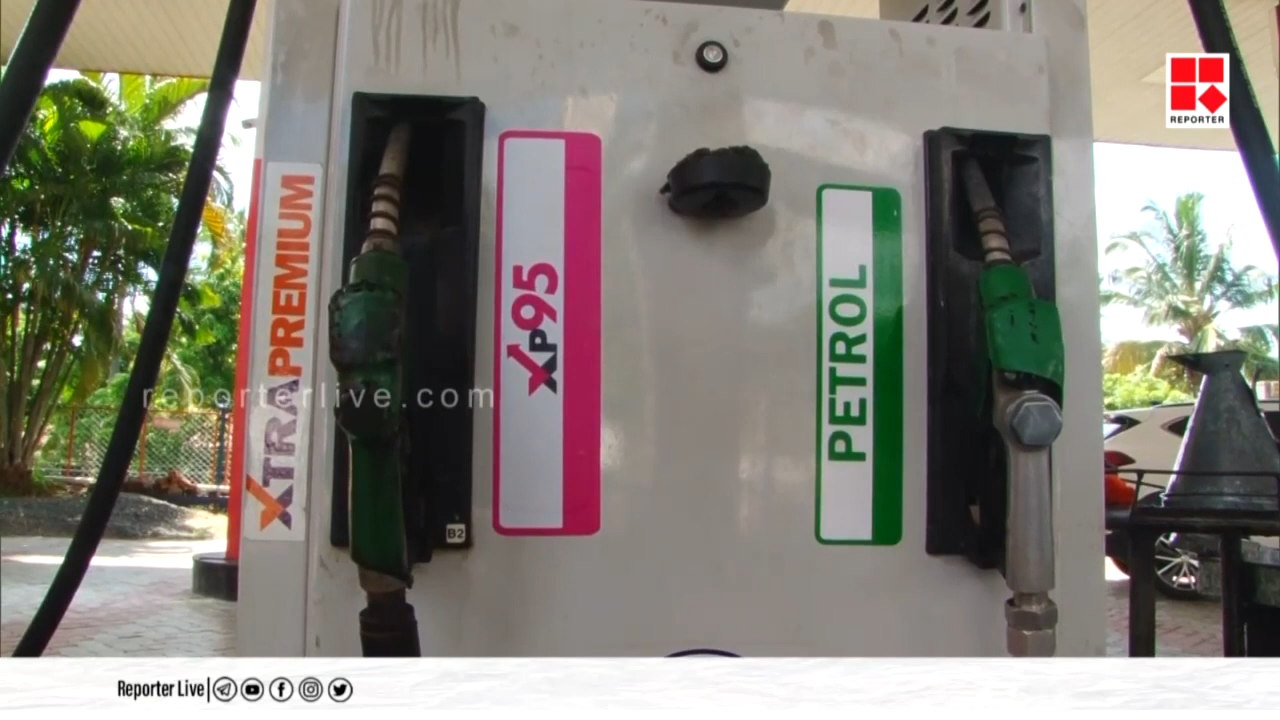 REPORTER
XTRAPREMIUM
XP95
PETROL
reporterlive.com
B2
Reporter Live